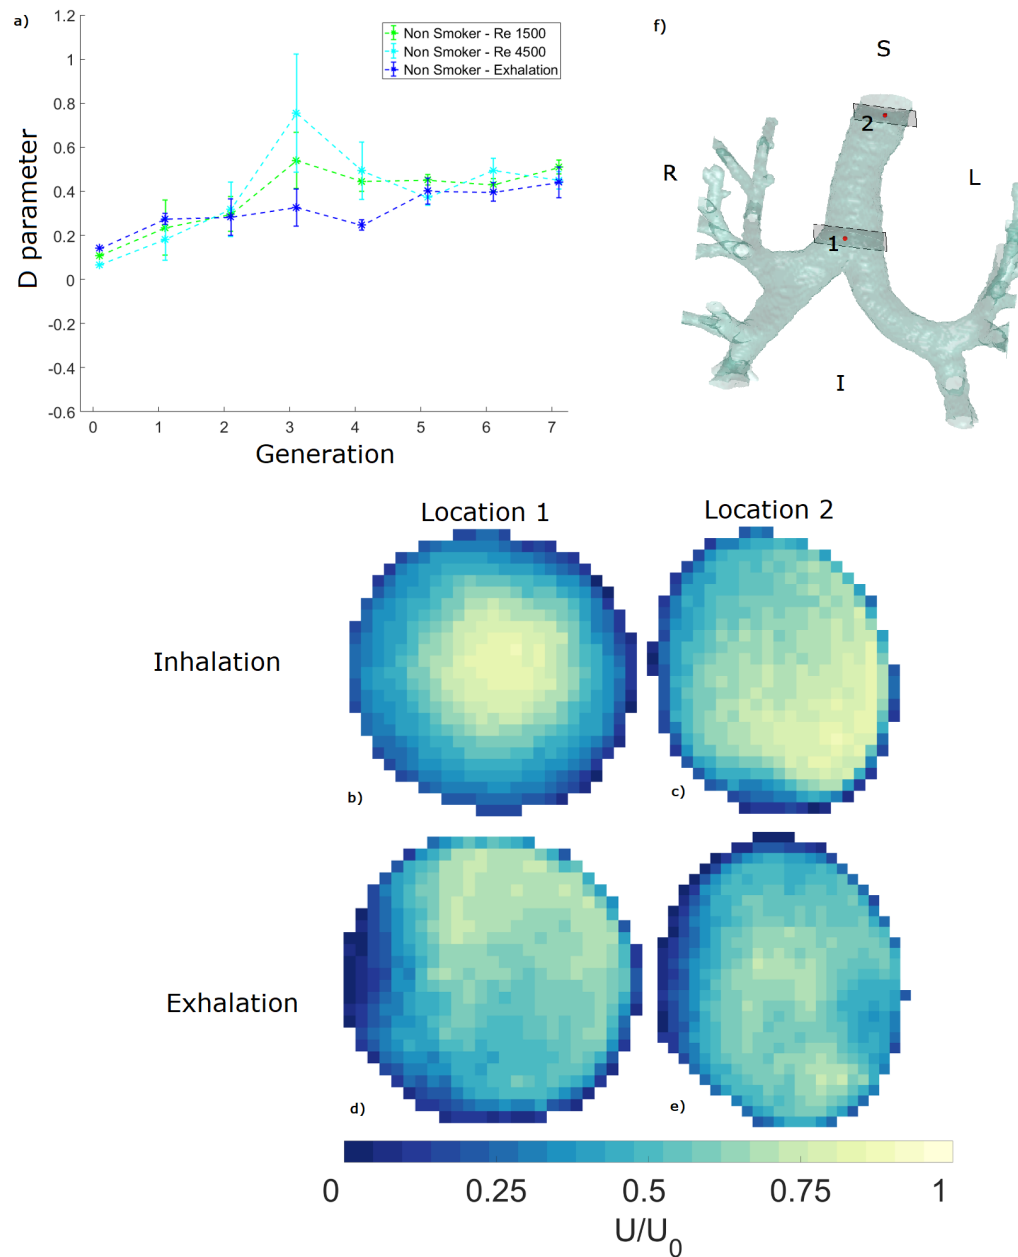 a)
1.2
1
0.8
0.6
0.4
0.2
0
-0.2
-0.4
-0.6
D parameter
0 1 2 3 4 5 6 7
Generation
Non Smoker - Re 1500
Non Smoker - Re 4500
Non Smoker - Exhalation
f)
S
R
L
I
2
1
Location 1
Location 2
Inhalation
b)
c)
Exhalation
d)
e)
0 0.25 0.5 0.75 1
U/U_0